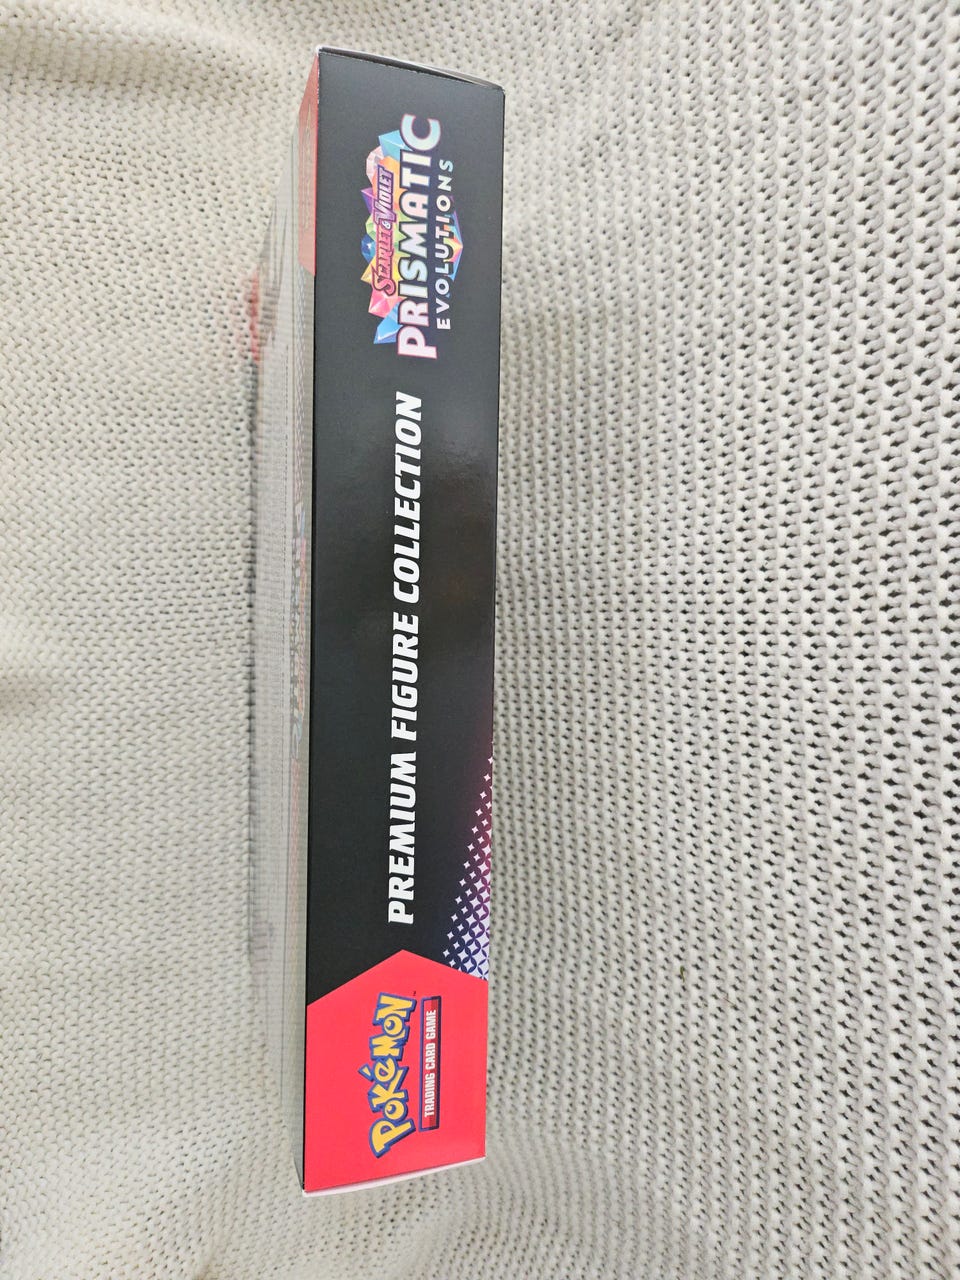 Pokémon
TRADING CARD GAME
PREMIUM FIGURE COLLECTION
SCARLET & VIOLET
PRISMATIC
EVOLUTIONS